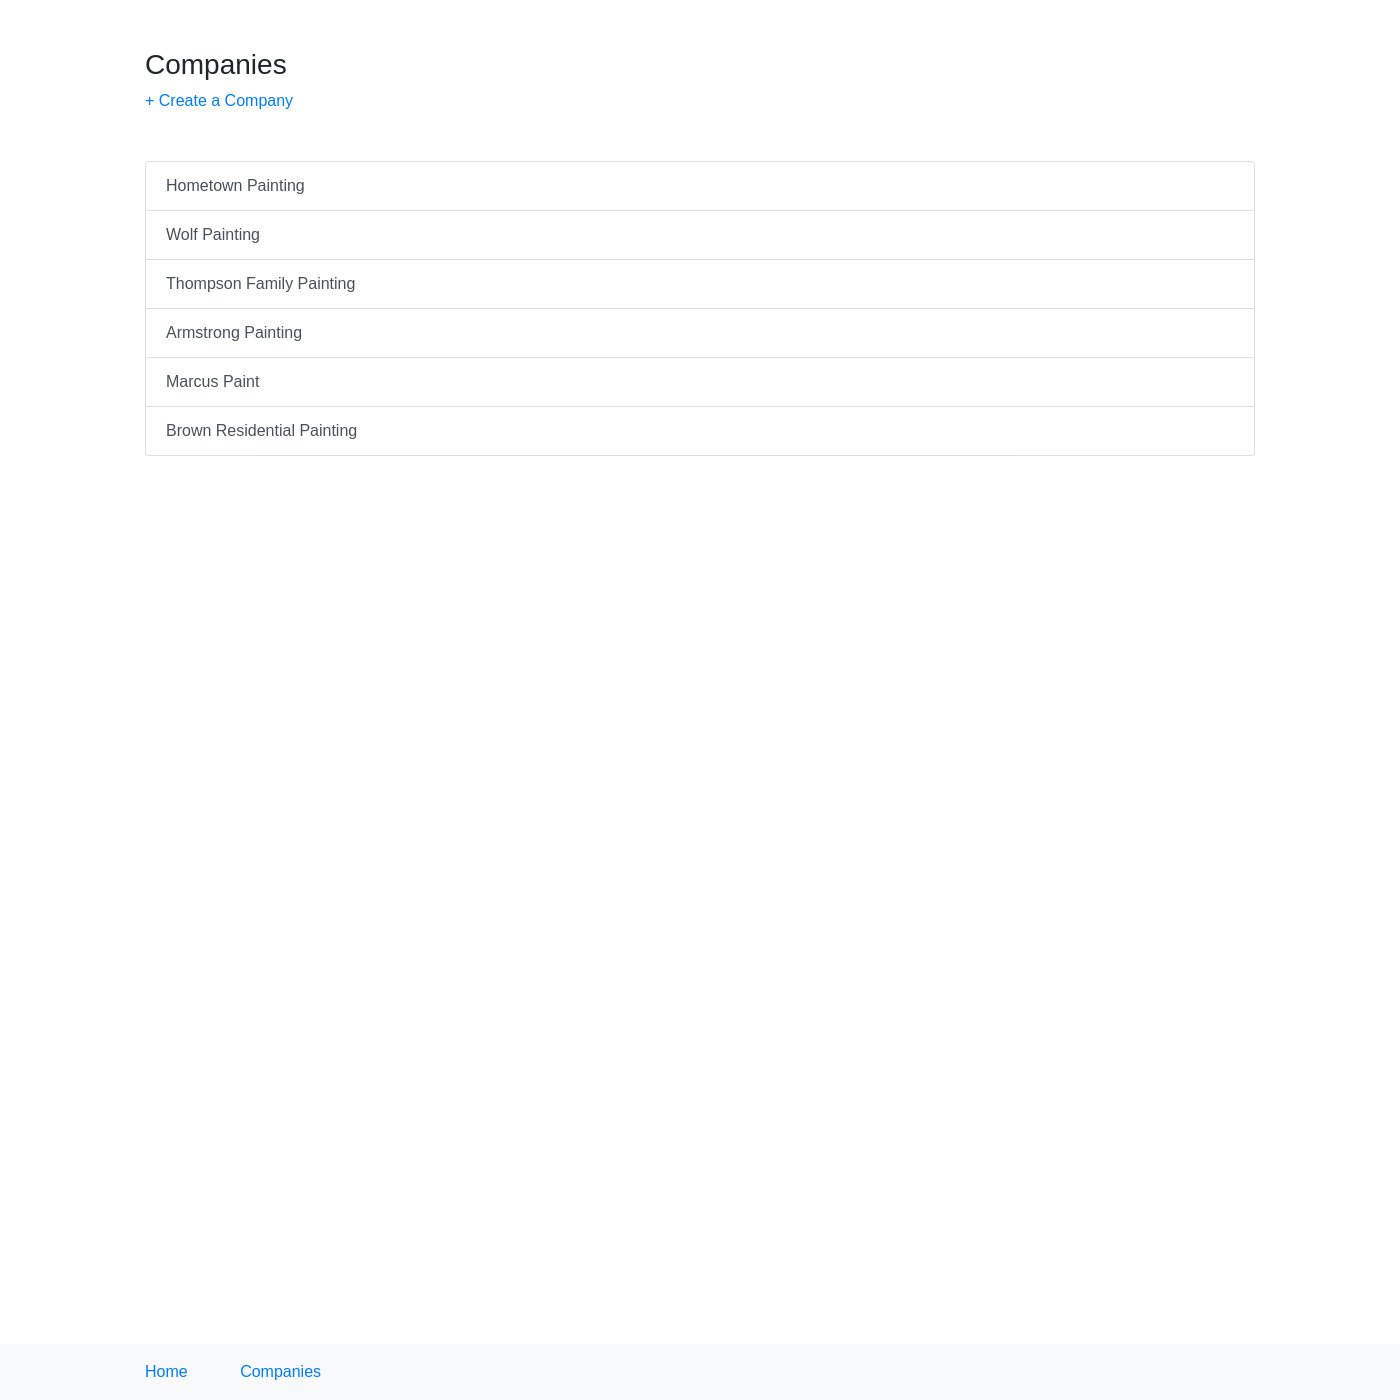 Companies
+ Create a Company
Hometown Painting
Wolf Painting
Thompson Family Painting
Armstrong Painting
Marcus Paint
Brown Residential Painting
Home Companies